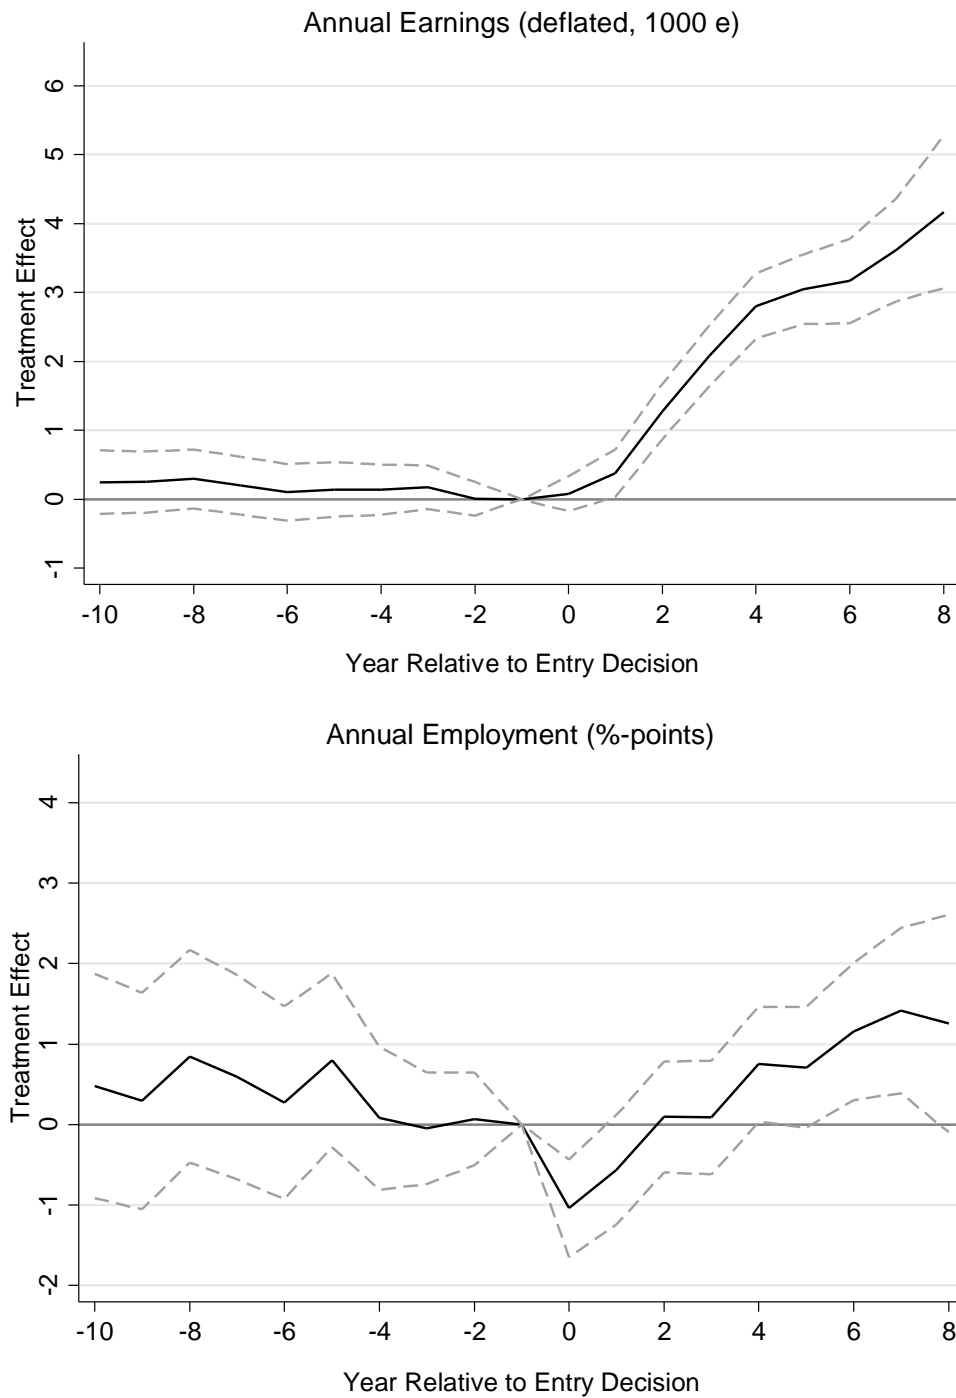 Annual Earnings (deflated, 1000 e)
6
5
4
3
2
1
0
-1
Treatment Effect
-10 -8 -6 -4 -2 0 2 4 6 8
Year Relative to Entry Decision
Annual Employment (%-points)
4
3
2
1
0
-1
-2
Treatment Effect
-10 -8 -6 -4 -2 0 2 4 6 8
Year Relative to Entry Decision